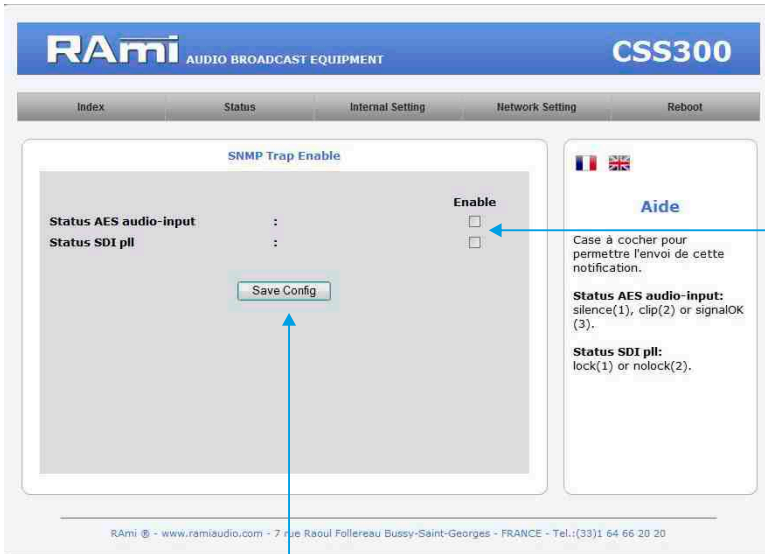 RAmi AUDIO BROADCAST EQUIPMENT
CSS300
Index Status Internal Setting Network Setting Reboot
SNMP Trap Enable
Enable
Status AES audio-input :
Status SDI pll :
Save Config
Aide
Case à cocher pour
permettre l'envoi de cette
notification.
Status AES audio-input:
silence(1), clip(2) or signalOK
(3).
Status SDI pll:
lock(1) or nolock(2).
RAmi ® - www.ramiaudio.com - 7 rue Raoul Follereau Bussy-Saint-Georges - FRANCE - Tel.:(33)1 64 66 20 20